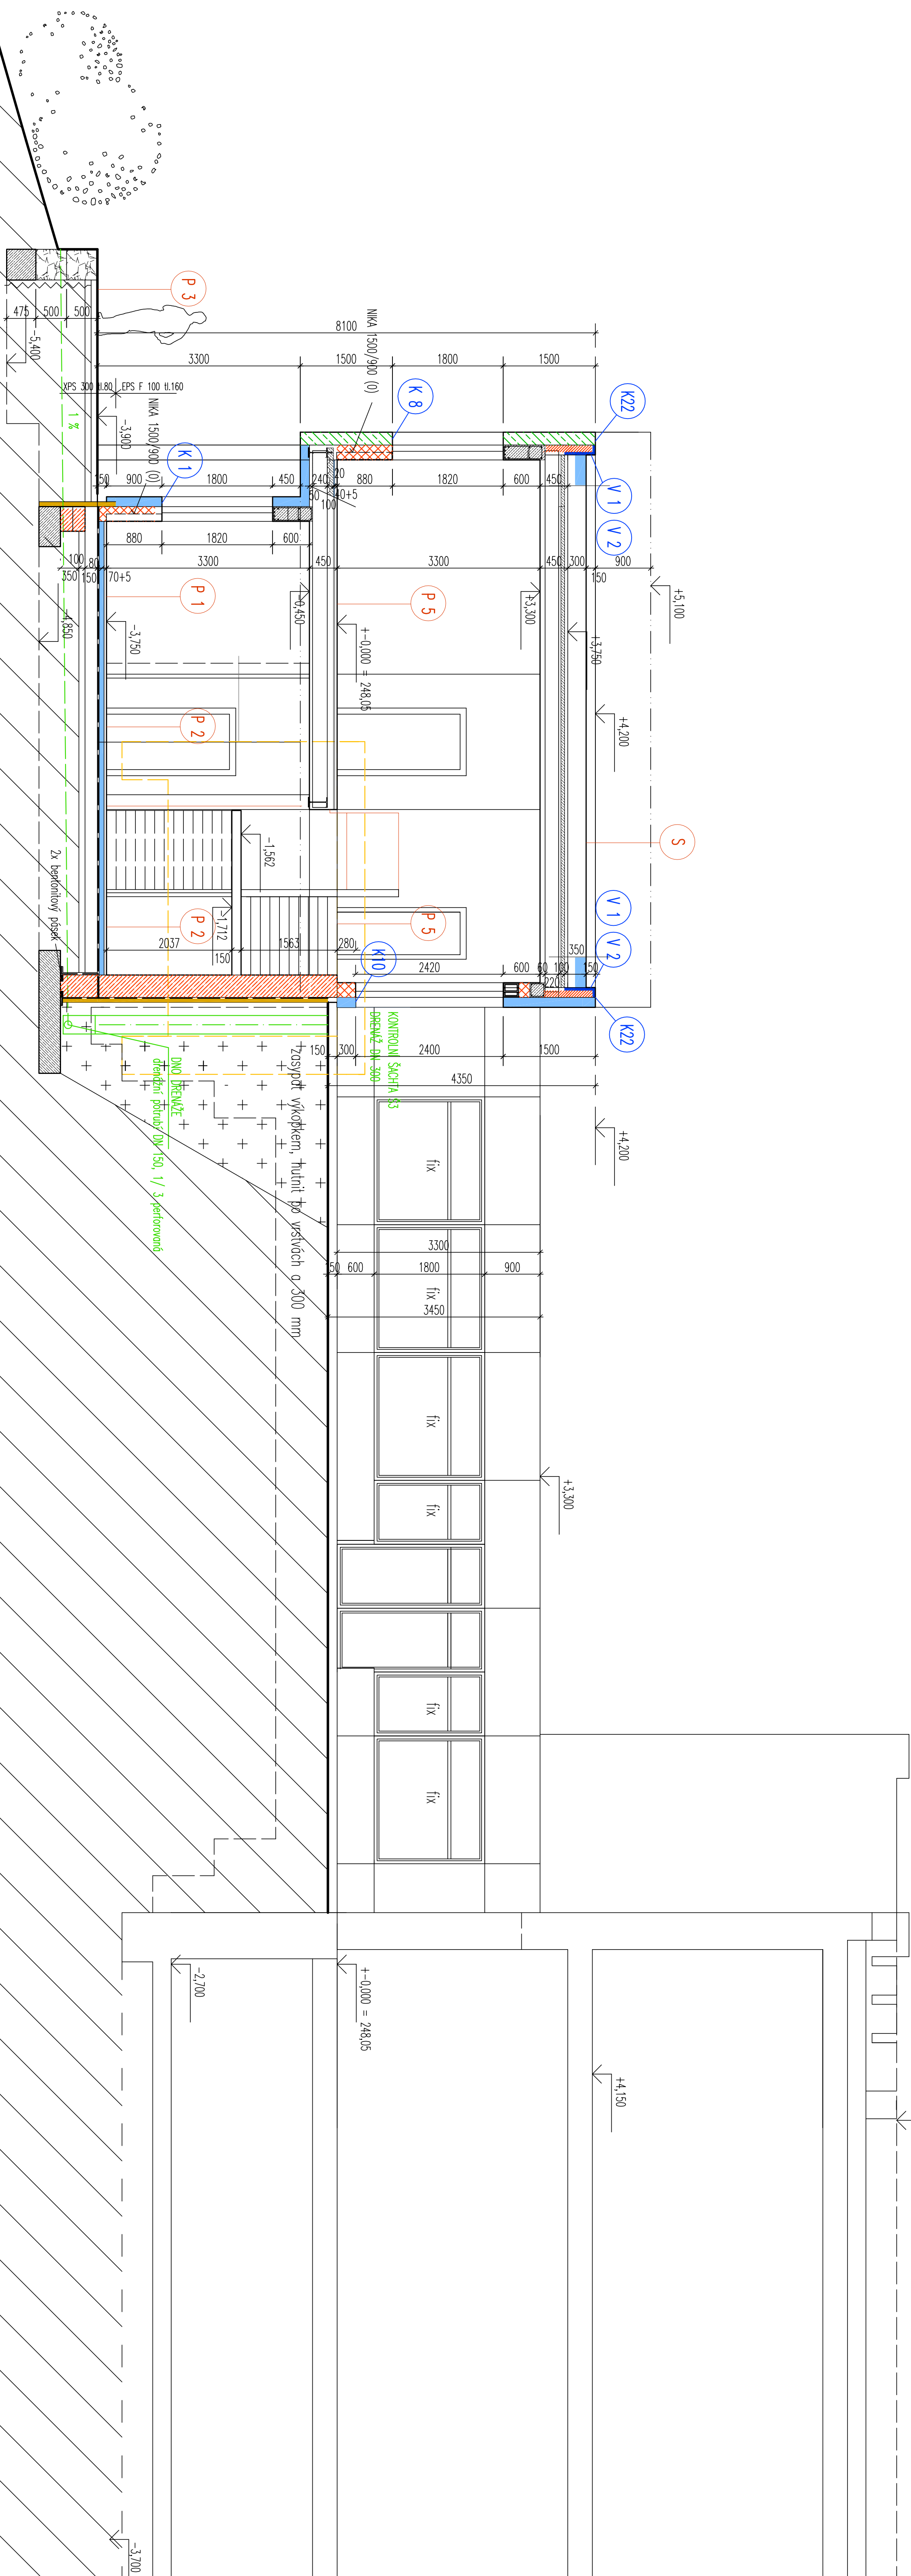 P 3
475
500
500
-5,400
XPS 300 tl.80
EPS F 100 tl.160
1 %
-3,900
NIKA 1500/900 (0)
8100
3300
1500
1800
1500
NIKA 1500/900 (0)
K 8
K22
K 1
V 1
V 2
150
900
1800
450
50
240
20
40+5
100
880
1820
600
450
880
1820
600
100
350
80
150
70+5
3300
450
3300
450
300
150
900
+5,100
-4,850
P 1
-3,750
-0,450
P 5
+-0,000 = 248,05
+3,300
+3,750
+4,200
P 2
S
-1,562
2x bentonitový pásek
P 2
-1,712
P 5
V 1
V 2
2037
150
1563
280
K10
2420
600
60
100
220
350
150
K22
KONTROLNÍ ŠACHTA Š3
DRENÁŽ DN 300
DNO DRENÁŽE
drenážní potrubí DN 150, 1/ 3 perforovaná
zasypat výkopkem, hutnit po vrstvách a 300 mm
150
300
2400
1500
4350
+4,200
fix
3300
150
600
1800
900
fix
3450
fix
+3,300
fix
fix
fix
-2,700
+-0,000 = 248,05
+4,150
-3,700